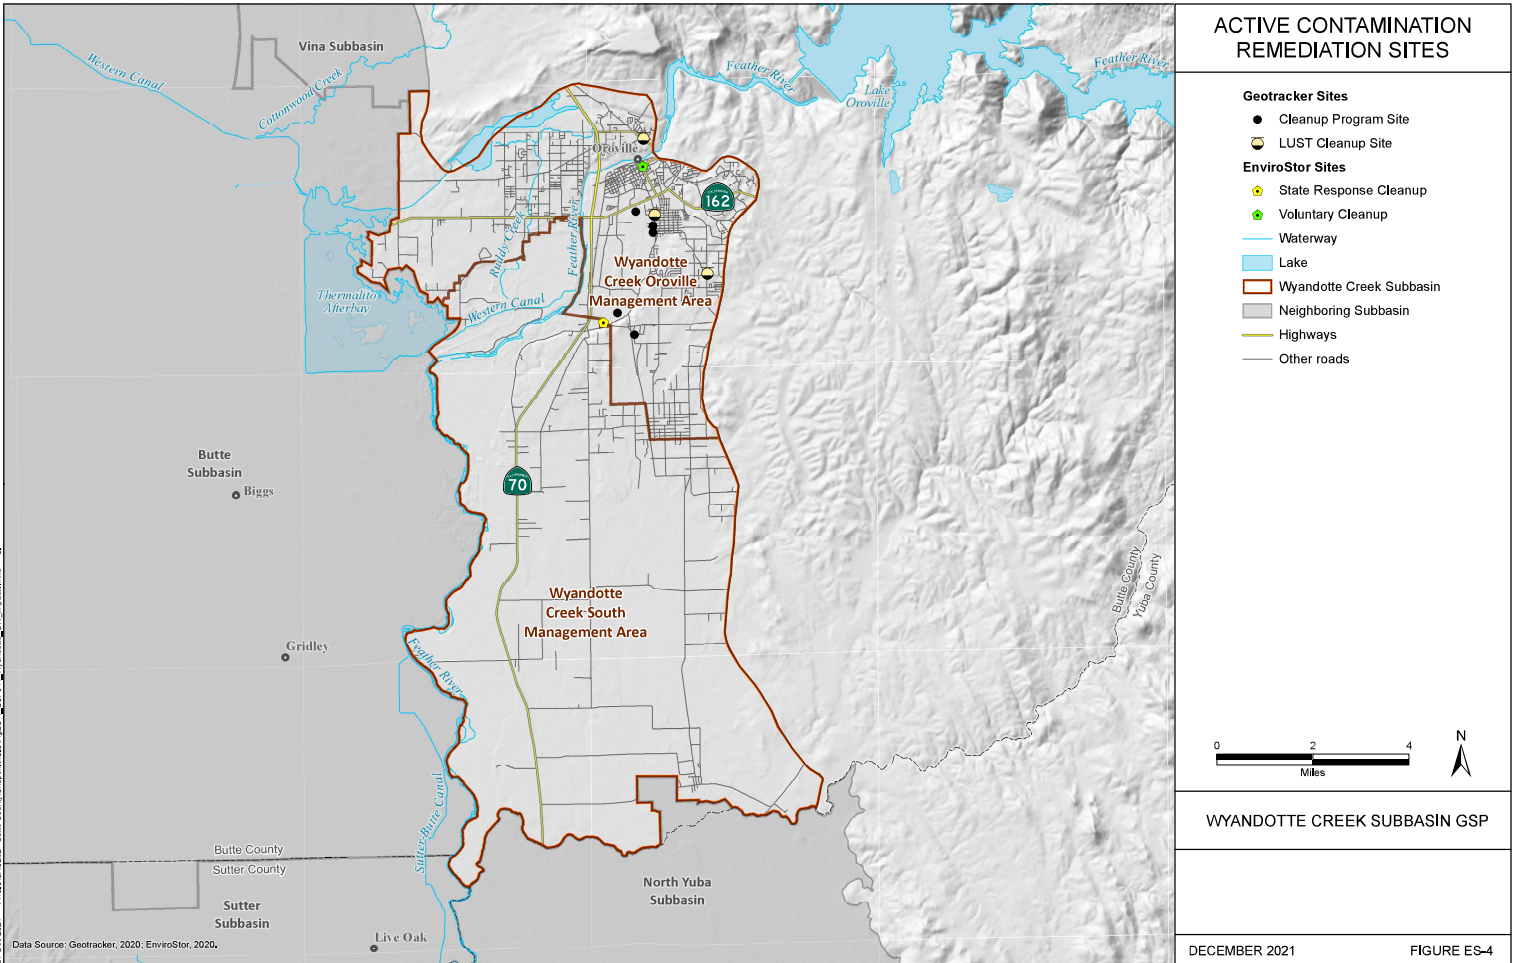 ACTIVE CONTAMINATION
REMEDIATION SITES
Geotracker Sites
Cleanup Program Site
LUST Cleanup Site
EnviroStor Sites
State Response Cleanup
Voluntary Cleanup
Waterway
Lake
Wyandotte Creek Subbasin
Neighboring Subbasin
Highways
Other roads
0 2 4
Miles
N
WYANDOTTE CREEK SUBBASIN GSP
DECEMBER 2021 FIGURE ES-4
Vina Subbasin
Western Canal
Cottonwood Creek
Feather River
Feather River
Lake
Oroville
Oroville
CALIFORNIA
162
Ruddy Creek
Feather River
Wyandotte
Creek Oroville
Management Area
Thermalito
Afterbay
Western Canal
Butte
Subbasin
Biggs
CALIFORNIA
70
Butte County
Yuba County
Wyandotte
Creek South
Management Area
Gridley
Feather River
Sutter-Butte Canal
Butte County
Sutter County
North Yuba
Subbasin
Sutter
Subbasin
Live Oak
Data Source: Geotracker, 2020; EnviroStor, 2020.